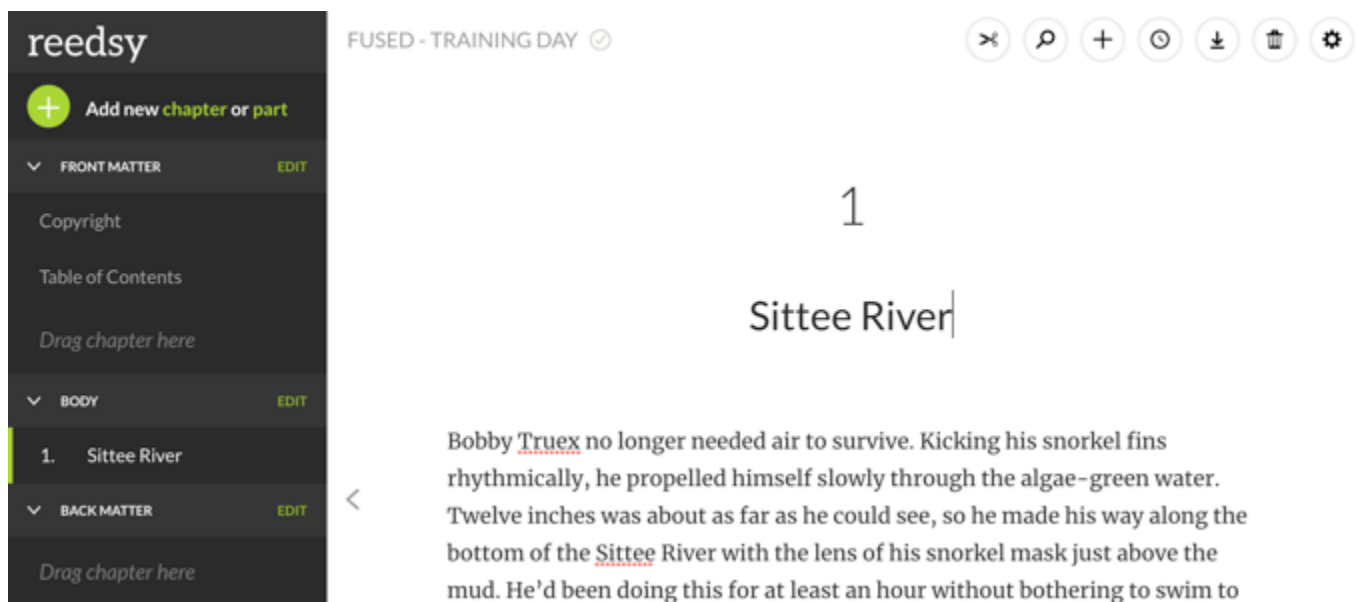 reedsy
Add new chapter or part
FRONT MATTER EDIT
Copyright
Table of Contents
Drag chapter here
BODY EDIT
1. Sittee River
BACK MATTER EDIT
Drag chapter here
FUSED - TRAINING DAY
1
Sittee River
Bobby Truex no longer needed air to survive. Kicking his snorkel fins
rhythmically, he propelled himself slowly through the algae-green water.
Twelve inches was about as far as he could see, so he made his way along the
bottom of the Sittee River with the lens of his snorkel mask just above the
mud. He’d been doing this for at least an hour without bothering to swim to